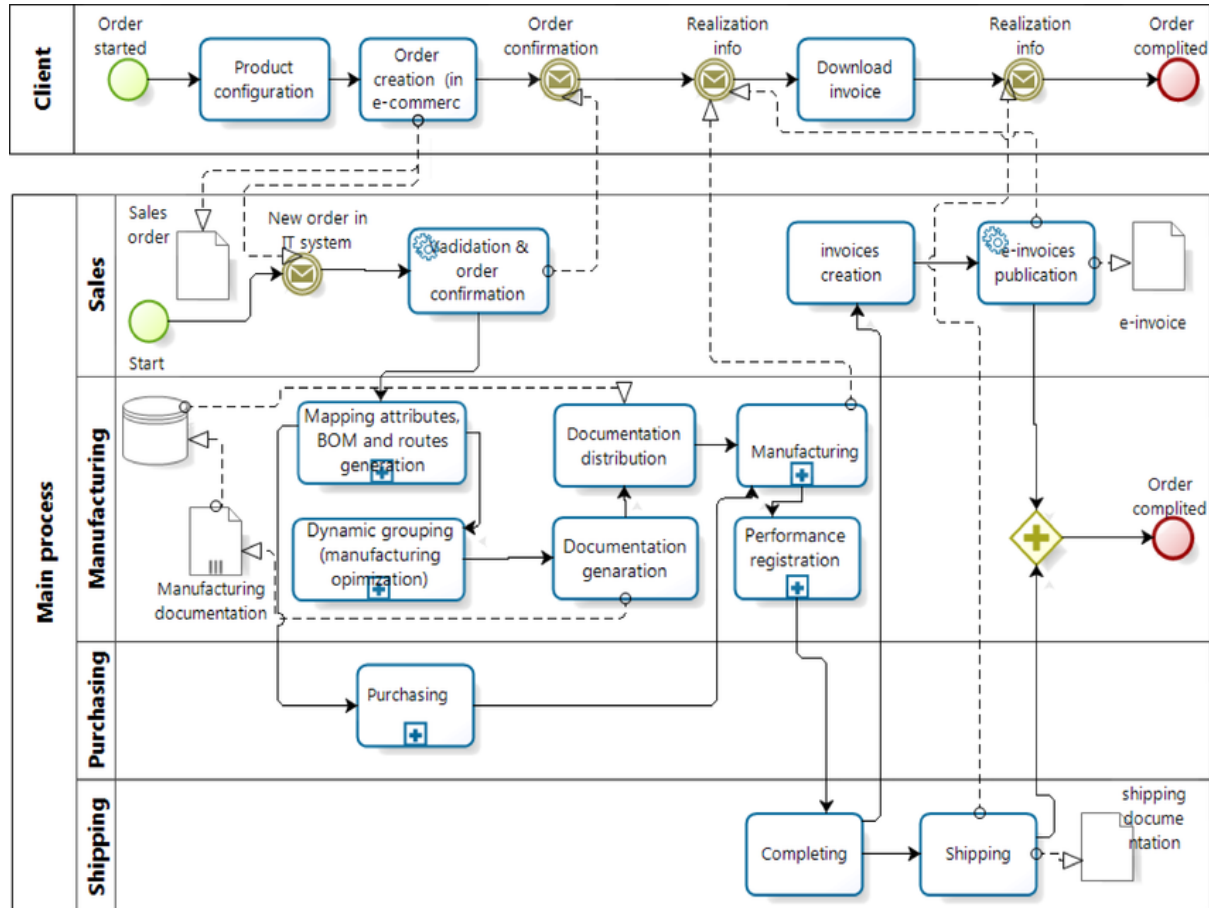 Client
Order
started
Product
configuration
Order
creation (in
e-commerc
Order
confirmation
Realization
info
Download
invoice
Realization
info
Order
complited
Main process
Sales
Sales
order
Start
New order in
IT system
Vadidation &
order
confirmation
invoices
creation
e-invoices
publication
e-invoice
Manufacturing
Mapping attributes,
BOM and routes
generation
Documentation
distribution
Manufacturing
Manufacturing
documentation
Dynamic grouping
(manufacturing
opimization)
Documentation
genaration
Performance
registration
Order
complited
Purchasing
Purchasing
Shipping
Completing
Shipping
shipping
docume
ntation